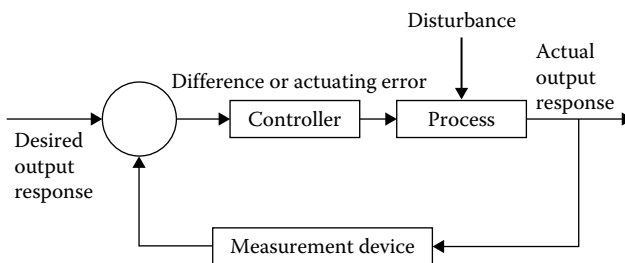 Disturbance
Actual
output
response
Difference or actuating error
Controller
Process
Desired
output
response
Measurement device